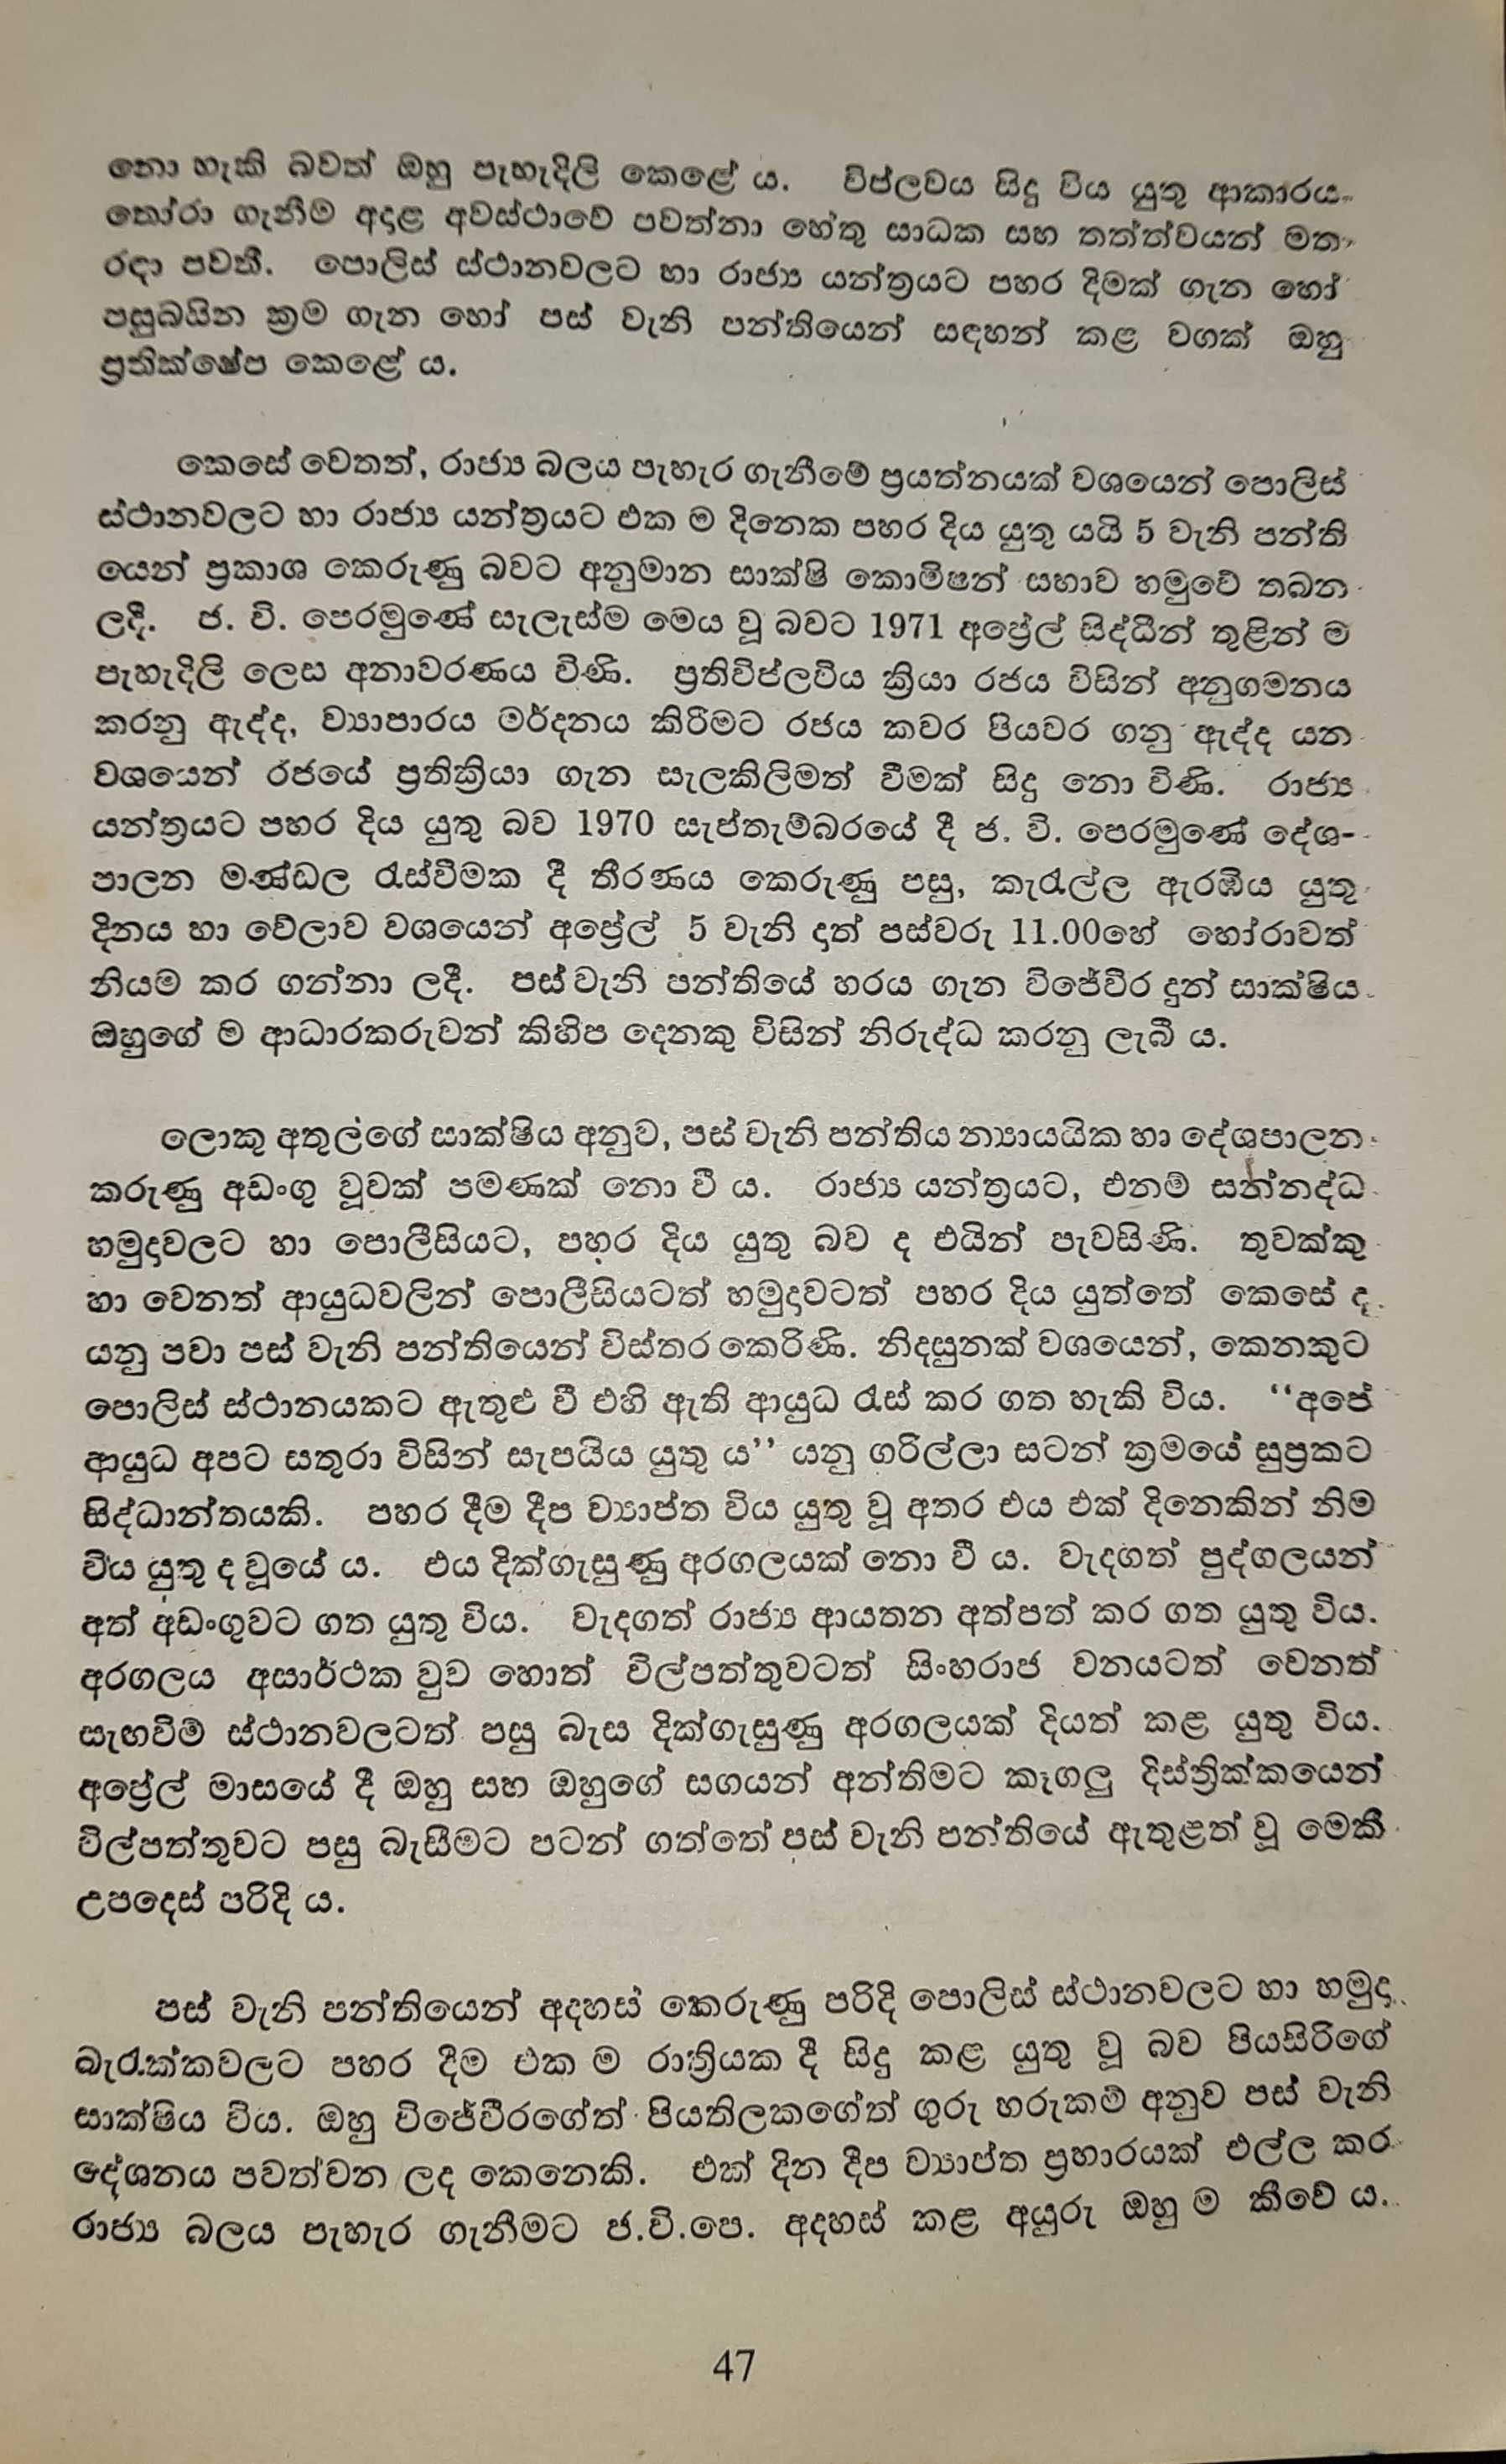 නො හැකි බවත් ඔහු පැහැදිලි කෙළේ ය. විප්ලවය සිදු විය යුතු ආකාරය
තෝරා ගැනීම අදාළ අවස්ථාවේ පවත්නා හේතු සාධක සහ තත්ත්වයන් මත
රඳා පවතී. පොලිස් ස්ථානවලට හා රාජ්‍ය යන්ත්‍රයට පහර දීමක් ගැන හෝ
පසුබයින ක්‍රම ගැන හෝ පස් වැනි පන්තියෙන් සඳහන් කළ වගක් ඔහු
ප්‍රතික්ෂේප කෙළේ ය.
කෙසේ වෙතත්, රාජ්‍ය බලය පැහැර ගැනීමේ ප්‍රයත්නයක් වශයෙන් පොලිස්
ස්ථානවලට හා රාජ්‍ය යන්ත්‍රයට එක ම දිනෙක පහර දිය යුතු යයි 5 වැනි පන්ති
යෙන් ප්‍රකාශ කෙරුණු බවට අනුමාන සාක්ෂි කොමිෂන් සභාව හමුවේ තබන
ලදී. ජ. වි. පෙරමුණේ සැලැස්ම මෙය වූ බවට 1971 අප්‍රේල් සිද්ධීන් තුළින් ම
පැහැදිලි ලෙස අනාවරණය විණි. ප්‍රතිවිප්ලවීය ක්‍රියා රජය විසින් අනුගමනය
කරනු ඇද්ද, ව්‍යාපාරය මර්දනය කිරීමට රජය කවර පියවර ගනු ඇද්ද යන
වශයෙන් රජයේ ප්‍රතික්‍රියා ගැන සැලකිලිමත් වීමක් සිදු නො විණි. රාජ්‍ය
යන්ත්‍රයට පහර දිය යුතු බව 1970 සැප්තැම්බරයේ දී ජ. වි. පෙරමුණේ දේශ-
පාලන මණ්ඩල රැස්වීමක දී තීරණය කෙරුණු පසු, කැරැල්ල ඇරඹිය යුතු
දිනය හා වේලාව වශයෙන් අප්‍රේල් 5 වැනි දාත් පස්වරු 11.00හේ හෝරාවත්
නියම කර ගන්නා ලදී. පස් වැනි පන්තියේ හරය ගැන විජේවීර දුන් සාක්ෂිය
ඔහුගේ ම ආධාරකරුවන් කිහිප දෙනකු විසින් නිරුද්ධ කරනු ලැබී ය.
ලොකු අතුලගේ සාක්ෂිය අනුව, පස් වැනි පන්තිය න්‍යායයික හා දේශපාලන
කරුණු අඩංගු වූවක් පමණක් නො වී ය. රාජ්‍ය යන්ත්‍රයට, එනම් සන්නද්ධ
හමුදාවලට හා පොලීසියට, පහර දිය යුතු බව ද එයින් පැවසිණි. තුවක්කු
හා වෙනත් ආයුධවලින් පොලීසියටත් හමුදාවටත් පහර දිය යුත්තේ කෙසේ ද
යනු පවා පස් වැනි පන්තියෙන් විස්තර කෙරිණි. නිදසුනක් වශයෙන්, කෙනකුට
පොලිස් ස්ථානයකට ඇතුළු වී එහි ඇති ආයුධ රැස් කර ගත හැකි විය. ‘‘අපේ
ආයුධ අපට සතුරා විසින් සැපයිය යුතු ය’’ යනු ගරිල්ලා සටන් ක්‍රමයේ සුප්‍රකට
සිද්ධාන්තයකි. පහර දීම දීප ව්‍යාප්ත විය යුතු වූ අතර එය එක් දිනෙකින් නිම
විය යුතු ද වූයේ ය. එය දික්ගැසුණු අරගලයක් නො වී ය. වැදගත් පුද්ගලයන්
අත් අඩංගුවට ගත යුතු විය. වැදගත් රාජ්‍ය ආයතන අත්පත් කර ගත යුතු විය.
අරගලය අසාර්ථක වුව හොත් විල්පත්තුවටත් සිංහරාජ වනයටත් වෙනත්
සැඟවීම් ස්ථානවලටත් පසු බැස දික්ගැසුණු අරගලයක් දියත් කළ යුතු විය.
අප්‍රේල් මාසයේ දී ඔහු සහ ඔහුගේ සගයන් අන්තිමට කෑගලු දිස්ත්‍රික්කයෙන්
විල්පත්තුවට පසු බැසීමට පටන් ගත්තේ පස් වැනි පන්තියේ ඇතුළත් වූ මෙකී
උපදෙස් පරිදි ය.
පස් වැනි පන්තියෙන් අදහස් කෙරුණු පරිදි පොලිස් ස්ථානවලට හා හමුදා
බැරැක්කවලට පහර දීම එක ම රාත්‍රියක දී සිදු කළ යුතු වූ බව පියසිරිගේ
සාක්ෂිය විය. ඔහු විජේවීරගේත් පියතිලකගේත් ගුරු හරුකම් අනුව පස් වැනි
දේශනය පවත්වන ලද කෙනෙකි. එක් දින දීප ව්‍යාප්ත ප්‍රහාරයක් එල්ල කර
රාජ්‍ය බලය පැහැර ගැනීමට ජ.වි.පෙ. අදහස් කළ අයුරු ඔහු ම කීවේ ය.
47